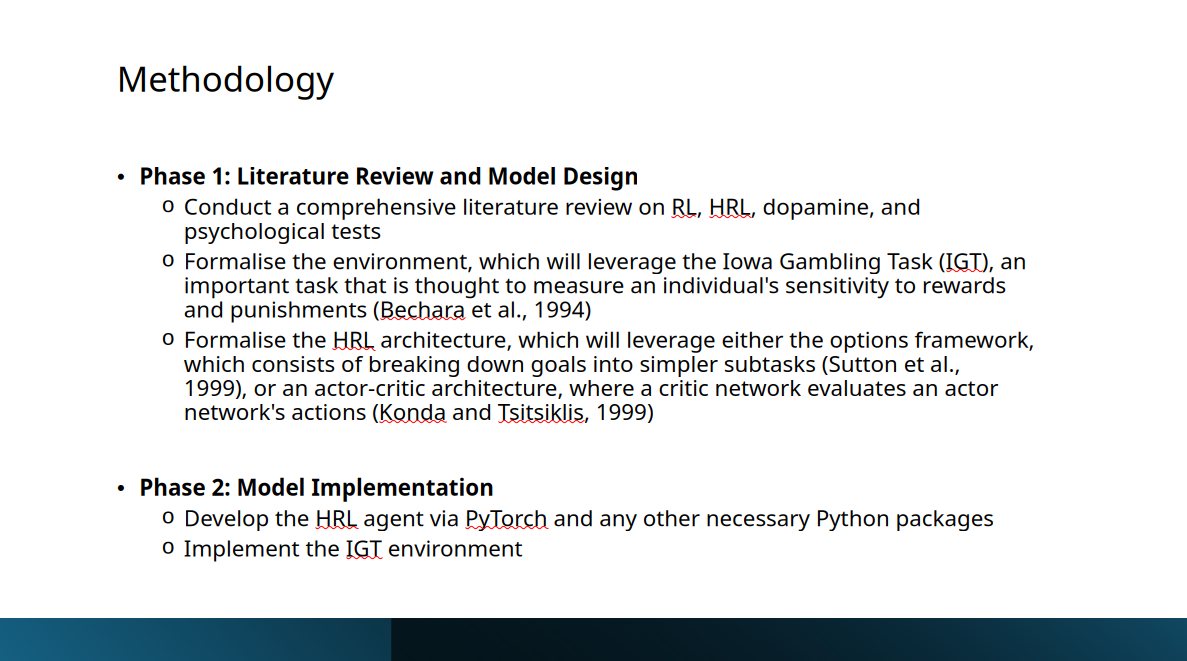 Methodology
• Phase 1: Literature Review and Model Design
o Conduct a comprehensive literature review on RL, HRL, dopamine, and
psychological tests
o Formalise the environment, which will leverage the Iowa Gambling Task (IGT), an
important task that is thought to measure an individual's sensitivity to rewards
and punishments (Bechara et al., 1994)
o Formalise the HRL architecture, which will leverage either the options framework,
which consists of breaking down goals into simpler subtasks (Sutton et al.,
1999), or an actor-critic architecture, where a critic network evaluates an actor
network's actions (Konda and Tsitsiklis, 1999)
• Phase 2: Model Implementation
o Develop the HRL agent via PyTorch and any other necessary Python packages
o Implement the IGT environment